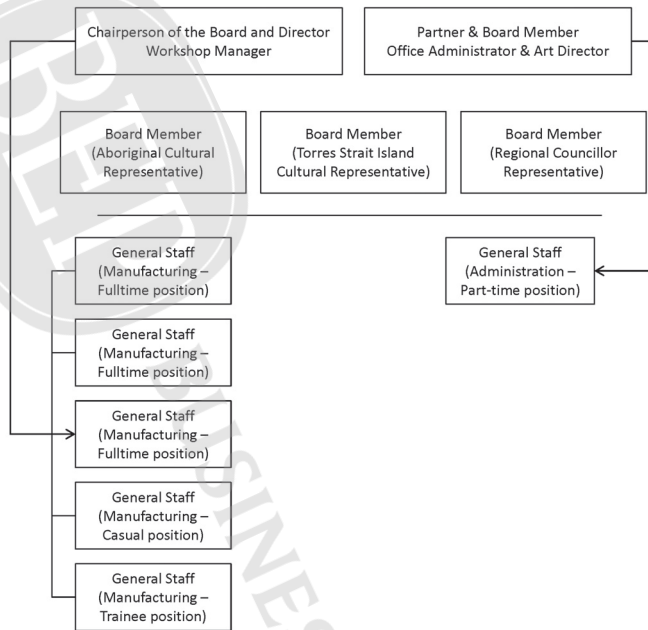 Chairperson of the Board and Director
Workshop Manager
Partner & Board Member
Office Administrator & Art Director
Board Member
(Aboriginal Cultural
Representative)
Board Member
(Torres Strait Island
Cultural Representative)
Board Member
(Regional Councillor
Representative)
General Staff
(Manufacturing –
Fulltime position)
General Staff
(Administration –
Part-time position)
General Staff
(Manufacturing –
Fulltime position)
General Staff
(Manufacturing –
Fulltime position)
General Staff
(Manufacturing –
Casual position)
General Staff
(Manufacturing –
Trainee position)